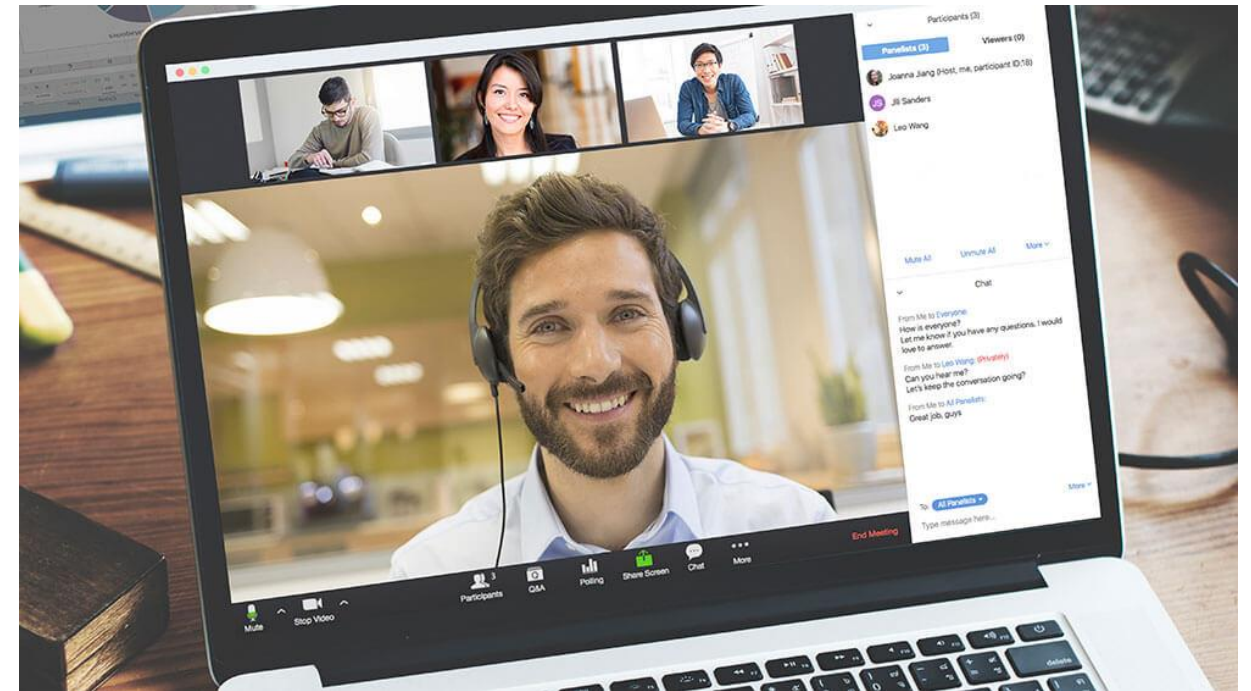 Participants (3)
Panelists (3)
Viewers (0)
Joanna Jiang (Host, me, participant ID:18)
JS
Jill Sanders
Leo Wang
Mute All
Unmute All
More
Chat
From Me to Everyone:
How is everyone?
Let me know if you have any questions. I would
love to answer.
From Me to Leo Wang: (Privately)
Can you hear me?
Let's keep the conversation going?
From Me to All Panelists:
Great job, guys
To: All Panelists
More
Type message here...
Mute
Stop Video
3
Participants
Q&A
Polling
Share Screen
Chat
More
End Meeting
delete